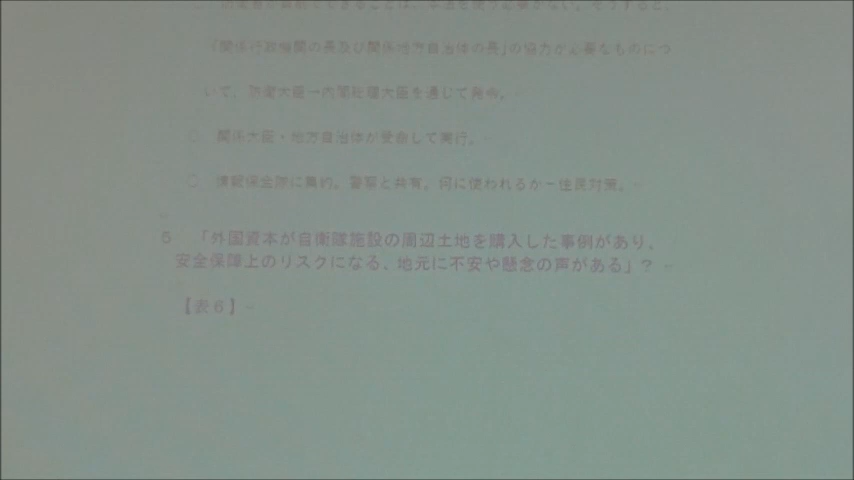 「関係行政機関の長及び関係地方自治体の長」の協力が必要なものにつ
いて、防衛大臣→内閣総理大臣を通じて発令。
○ 関係大臣・地方自治体が受命して実行。
○ 情報保全隊に集約。警察と共有。何に使われるか−住民対策。
5 「外国資本が自衛隊施設の周辺土地を購入した事例があり、
安全保障上のリスクになる、地元に不安や懸念の声がある」?
【表6】